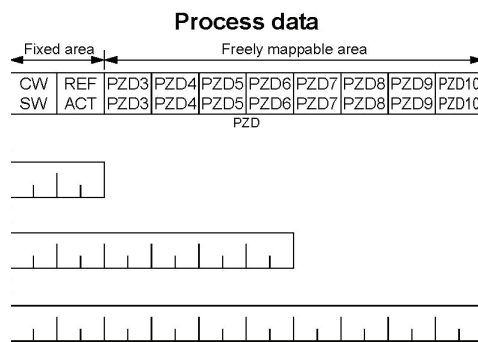 Process data
Fixed area Freely mappable area
CW REF PZD3 PZD4 PZD5 PZD6 PZD7 PZD8 PZD9 PZD10
SW ACT PZD3 PZD4 PZD5 PZD6 PZD7 PZD8 PZD9 PZD10
PZD